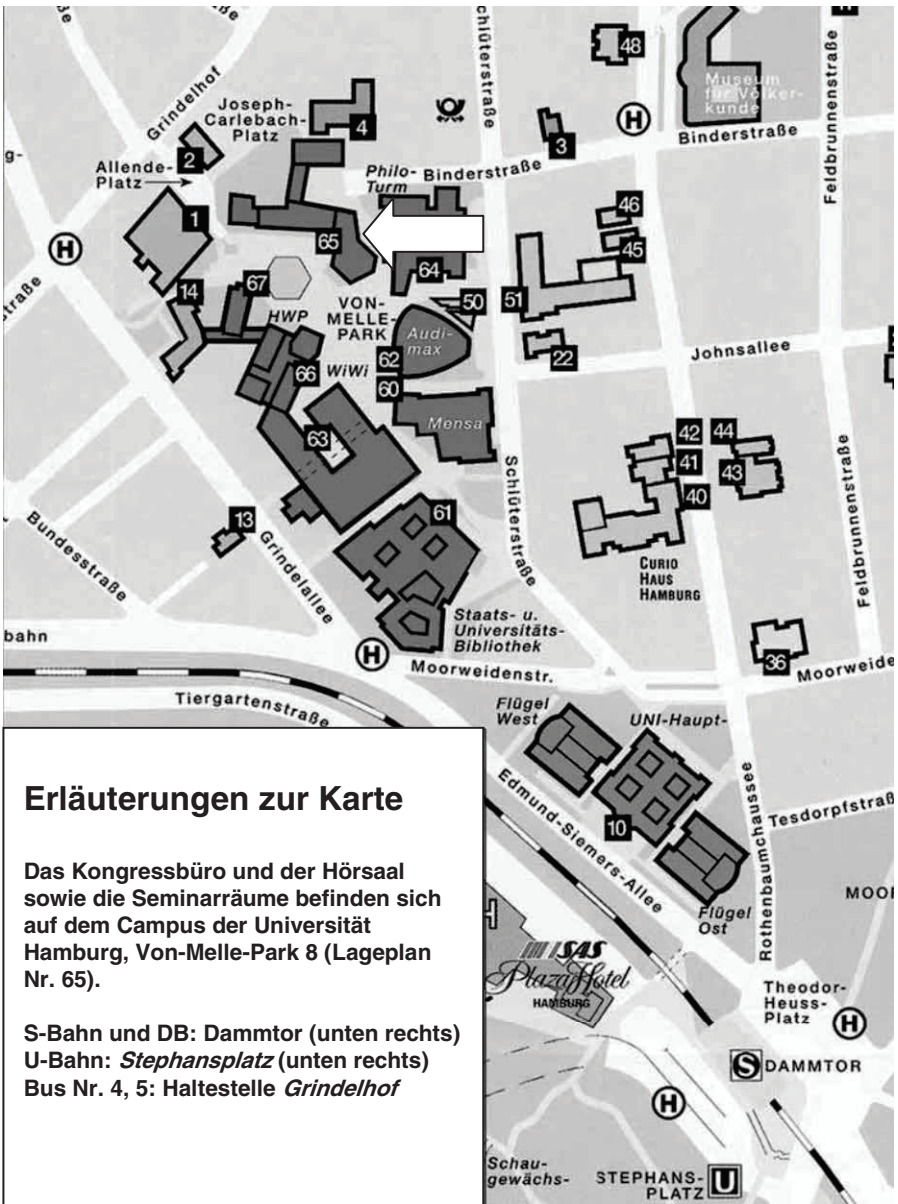 48
Museum
für Völker-
kunde
Schlüterstraße
Feldbrunnenstraße
Grindelhof
Joseph-
Carlebach-
Platz
4
3
H
Binderstraße
2
Allende-
Platz
Philo-
Turm
Binderstraße
g-
1
46
45
65
64
H
straße
14
67
HWP
VON-
MELLE-
PARK
50
51
Audi-
max
62
22
Johnsallee
66
WiWi
60
Mensa
63
42
44
41
43
40
Schlüterstraße
Feldbrunnenstraße
61
13
Bundesstraße
Grindelallee
CURIO
HAUS
HAMBURG
Staats- u.
Universitäts-
Bibliothek
bahn
H
36
Moorweidenstr.
Moorweide
Tiergartenstraße
Flügel
West
UNI-Haupt-
Edmund-Siemers-Allee
10
Flügel
Ost
Rothenbaumchaussee
Tesdorpfstraß
MOOR
Erläuterungen zur Karte
Das Kongressbüro und der Hörsaal
sowie die Seminarräume befinden sich
auf dem Campus der Universität
Hamburg, Von-Melle-Park 8 (Lageplan
Nr. 65).
S-Bahn und DB: Dammtor (unten rechts)
U-Bahn: Stephansplatz (unten rechts)
Bus Nr. 4, 5: Haltestelle Grindelhof
SAS
Plaza Hotel
HAMBURG
Theodor-
Heuss-
Platz
H
S DAMMTOR
H
Schau-
gewächs-
STEPHANS-
PLATZ
U